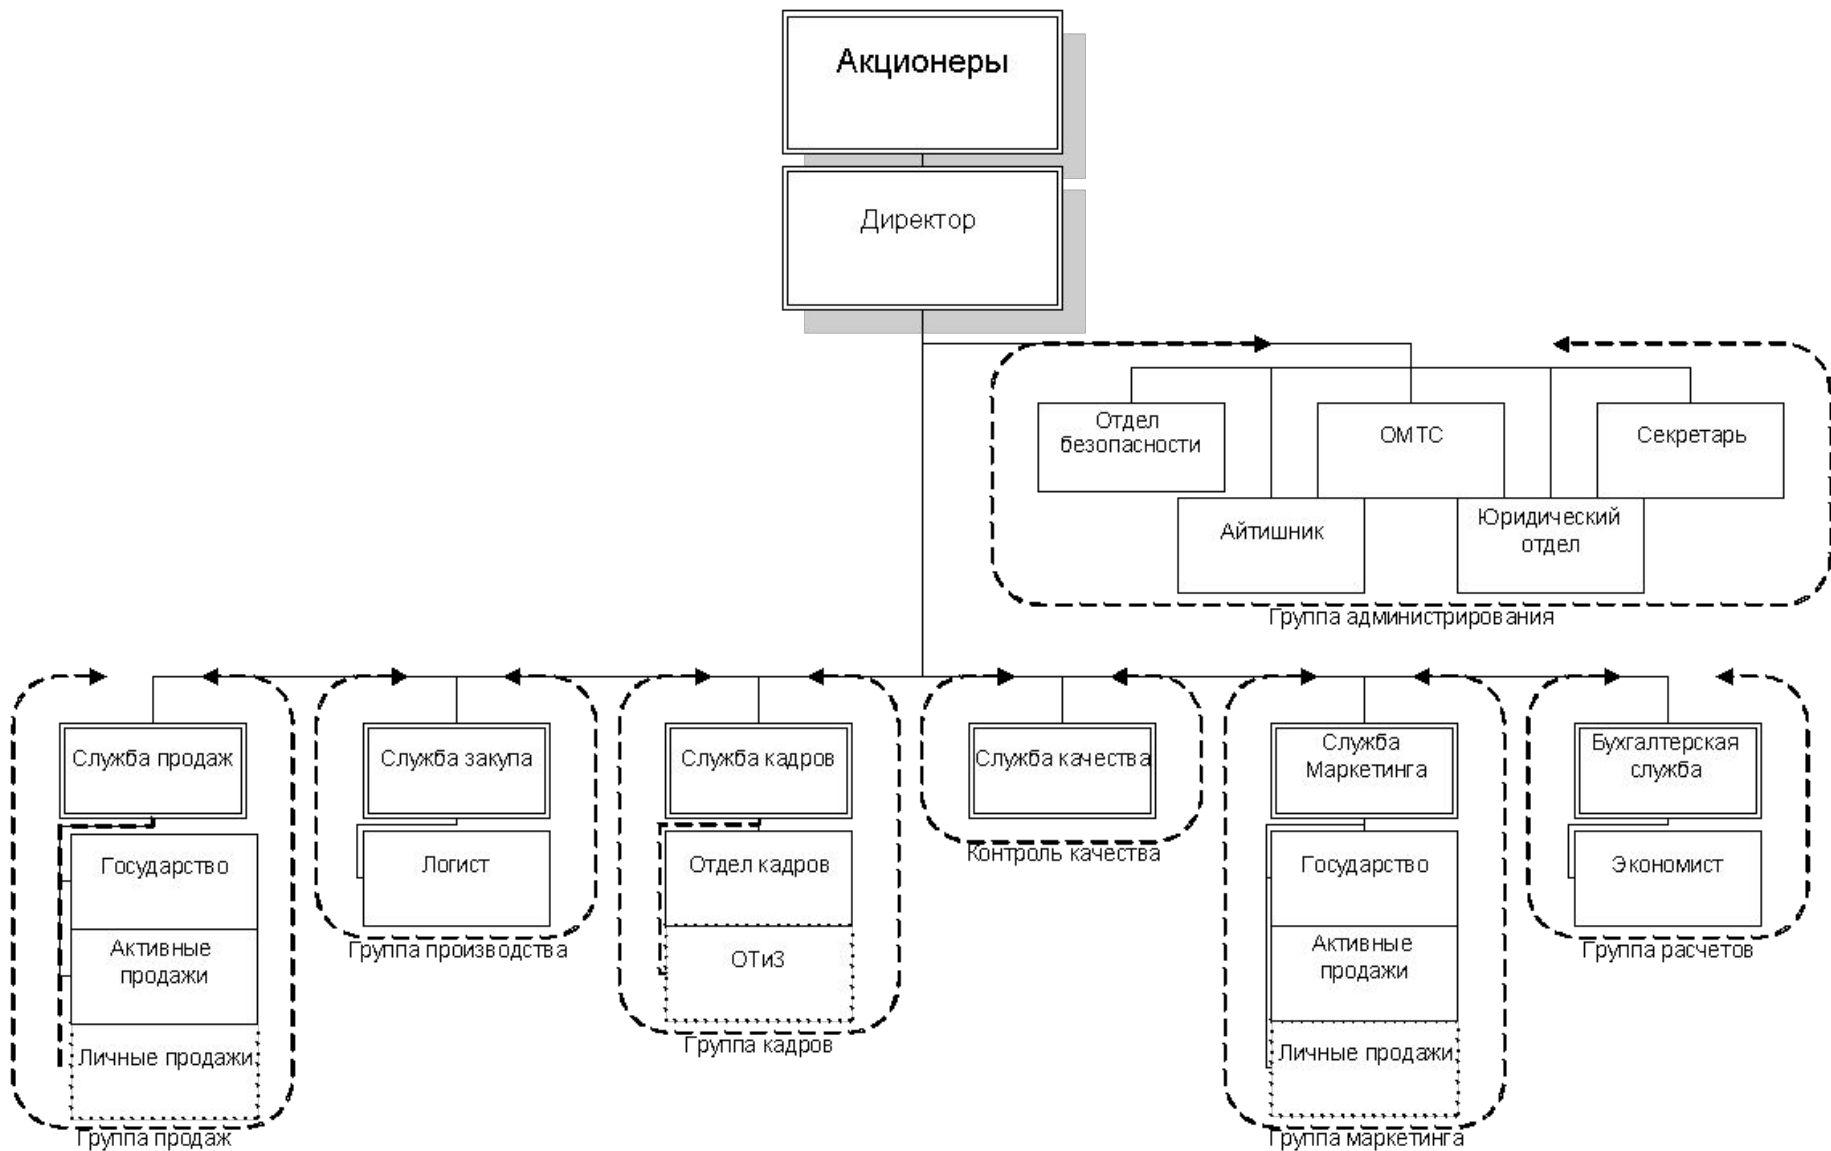 Акционеры
Директор
Отдел
безопасности
ОМТС
Секретарь
Айтишник
Юридический
отдел
Группа администрирования
Служба продаж
Служба закупа
Служба кадров
Служба качества
Служба
Маркетинга
Бухгалтерская
служба
Государство
Логист
Отдел кадров
Контроль качества
Государство
Экономист
Активные
продажи
Группа производства
ОТиЗ
Активные
продажи
Группа расчетов
Личные продажи
Группа кадров
Личные продажи
Группа продаж
Группа маркетинга